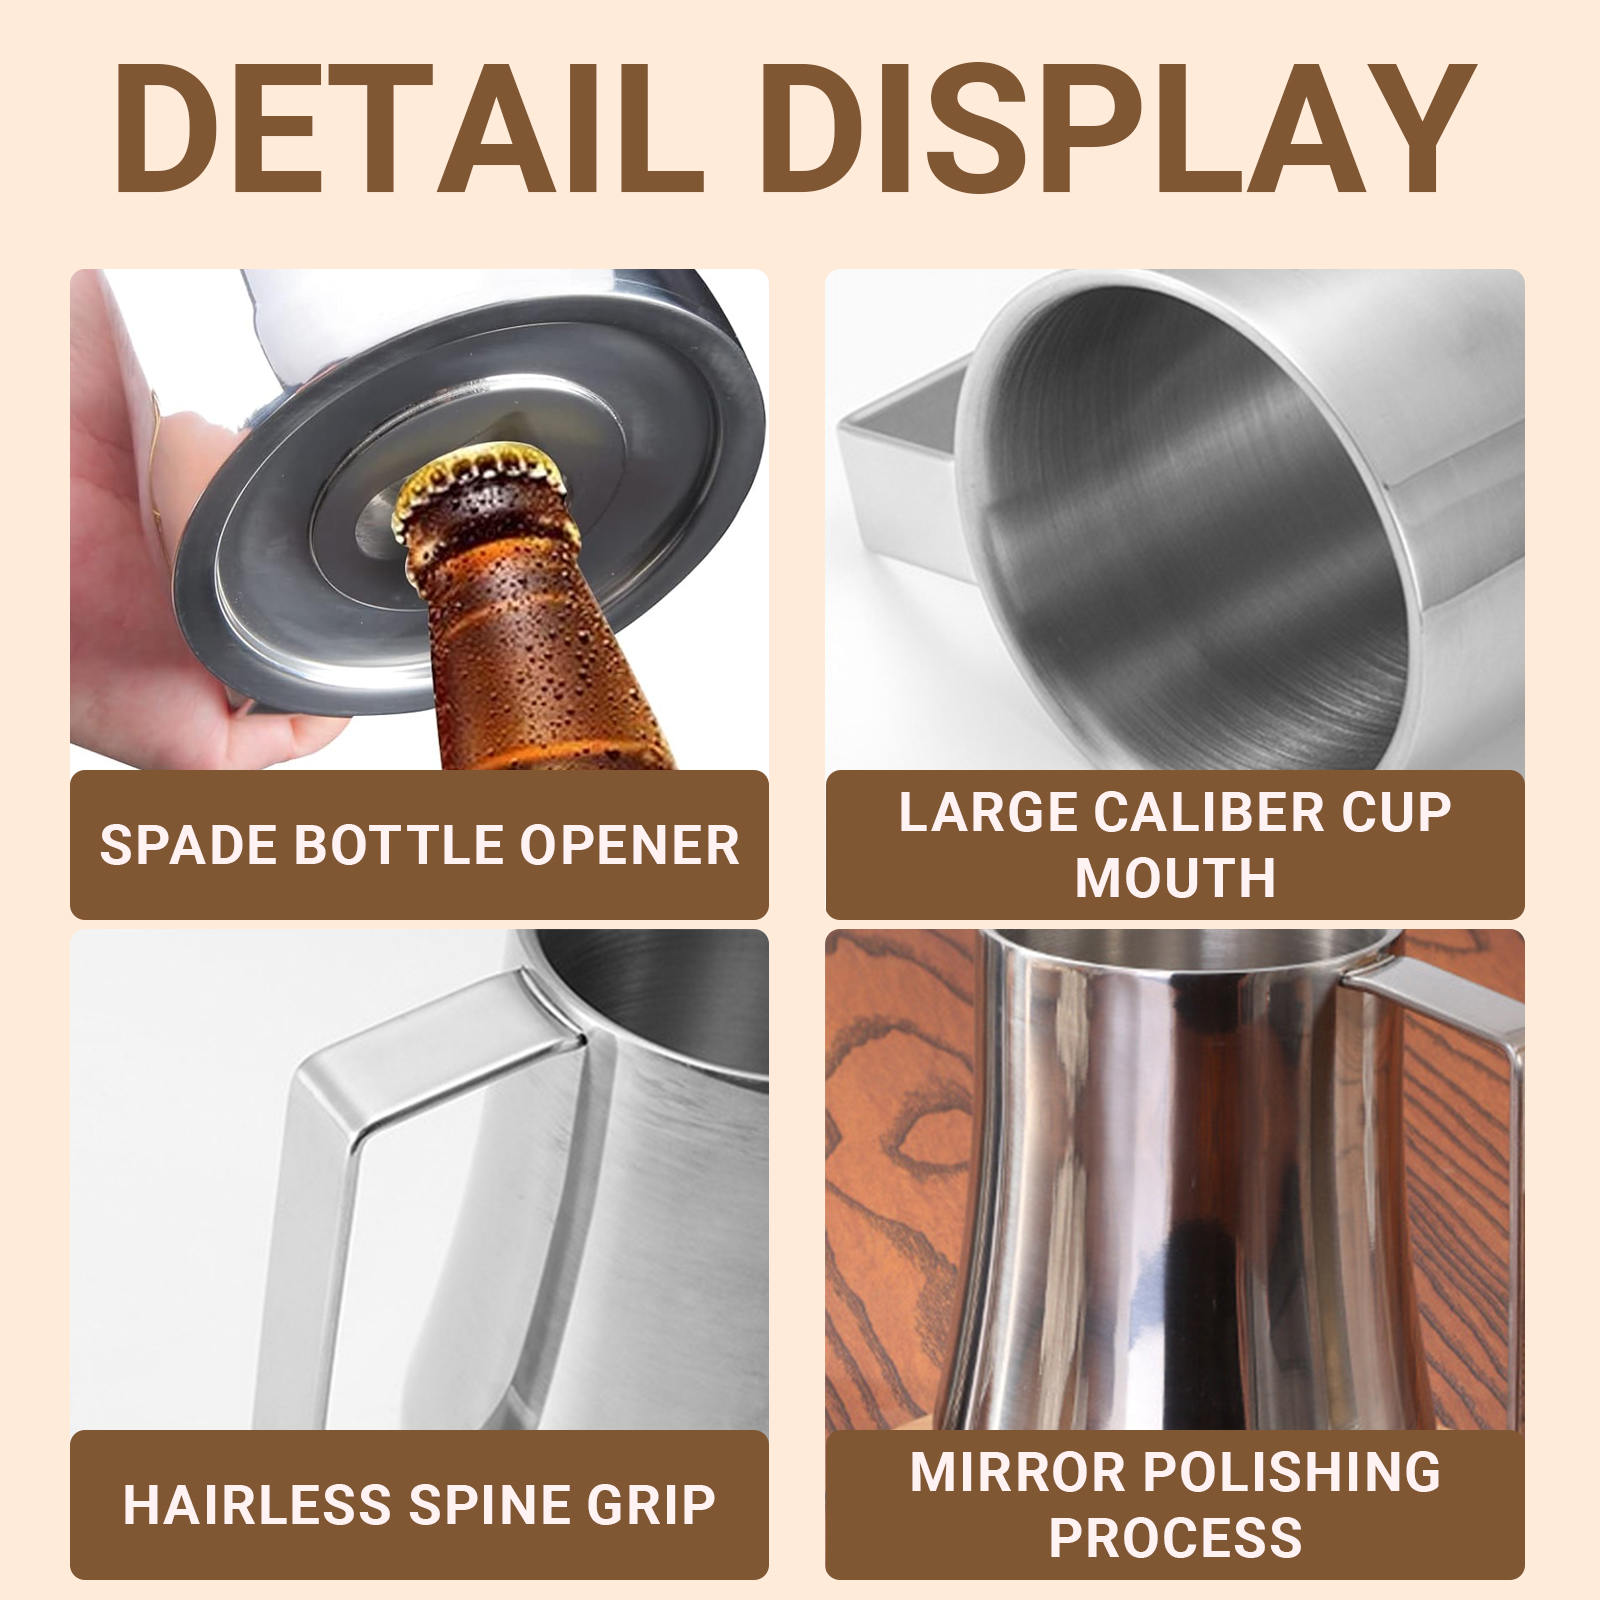 DETAIL DISPLAY
SPADE BOTTLE OPENER
LARGE CALIBER CUP
MOUTH
HAIRLESS SPINE GRIP
MIRROR POLISHING
PROCESS